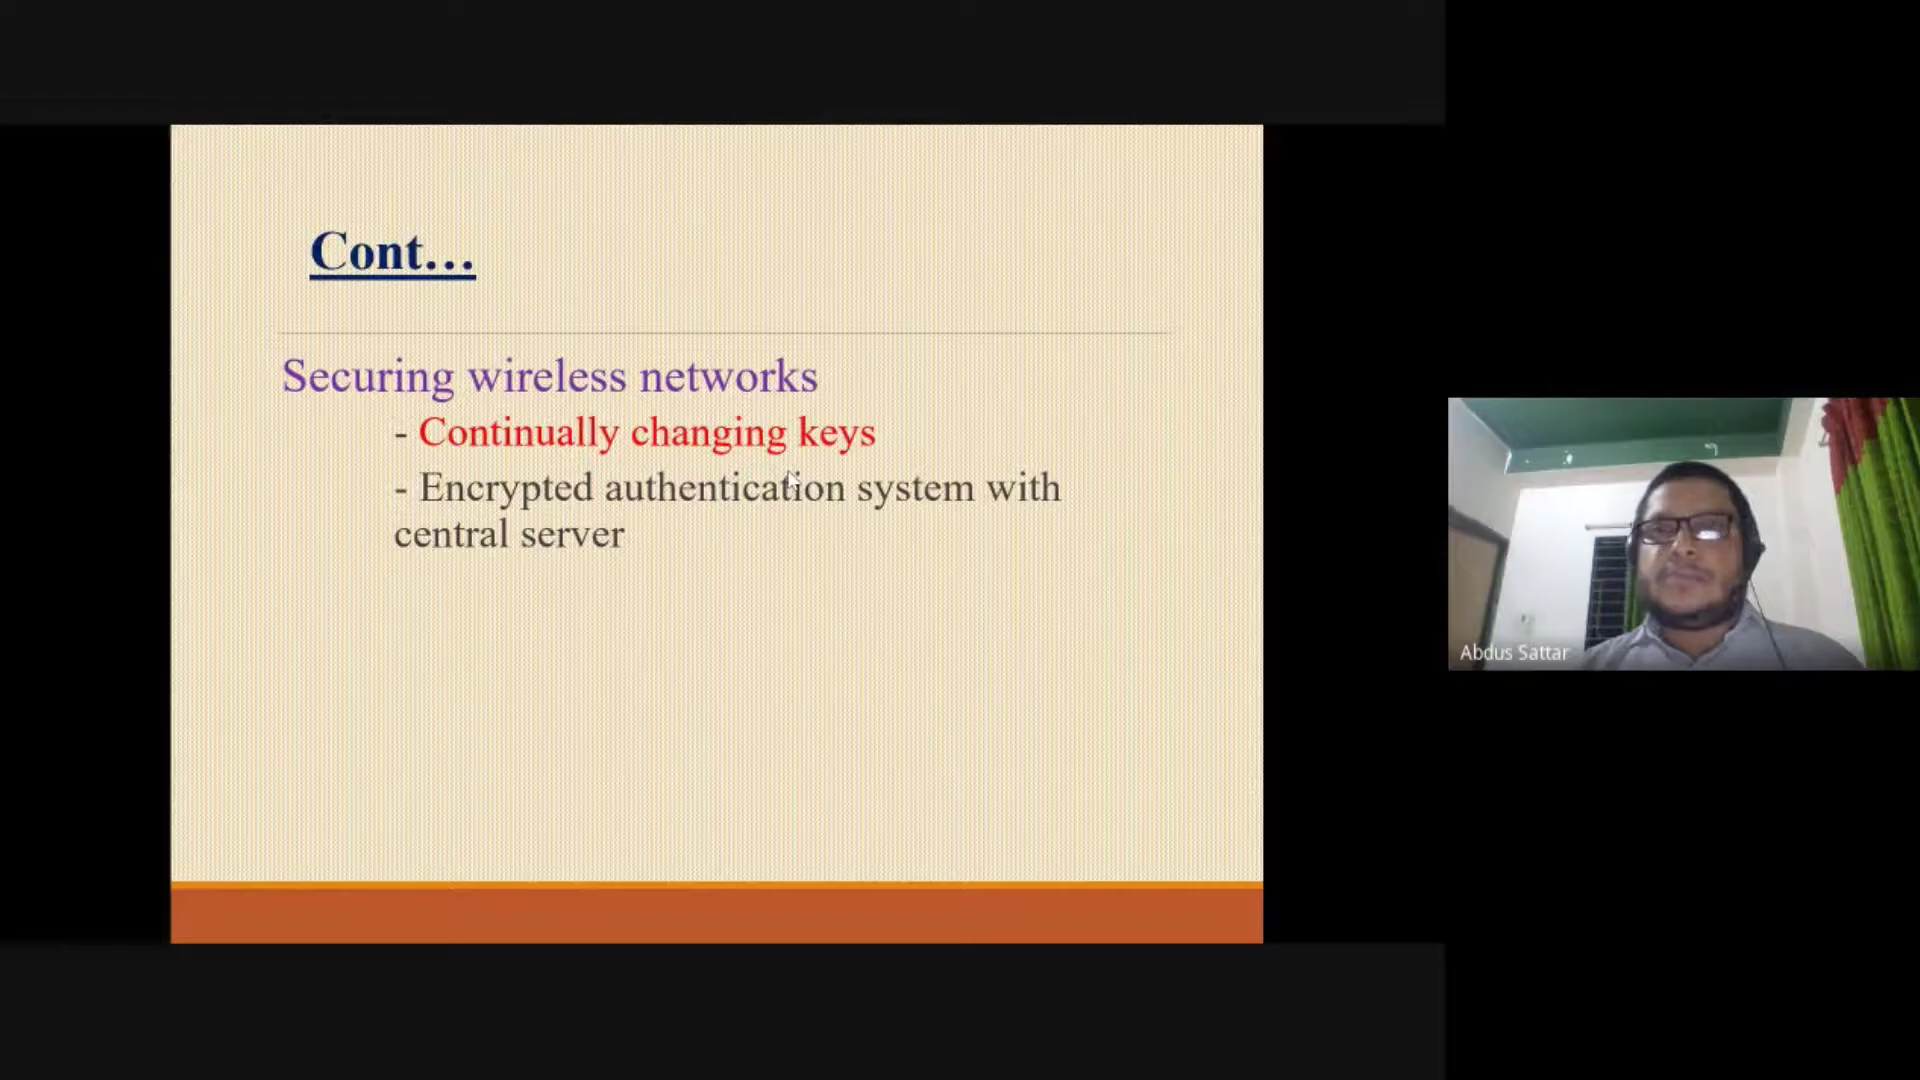 Cont...
Securing wireless networks
- Continually changing keys
- Encrypted authentication system with
central server
Abdus Sattar